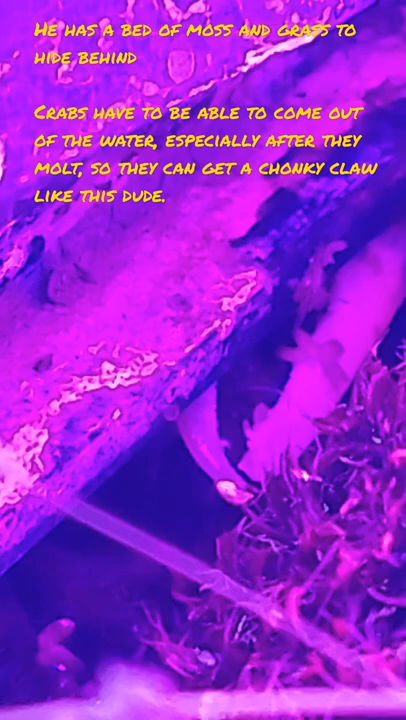 He has a bed of moss and grass to
hide behind
Crabs have to be able to come out
of the water, especially after they
molt, so they can get a chonky claw
like this dude.